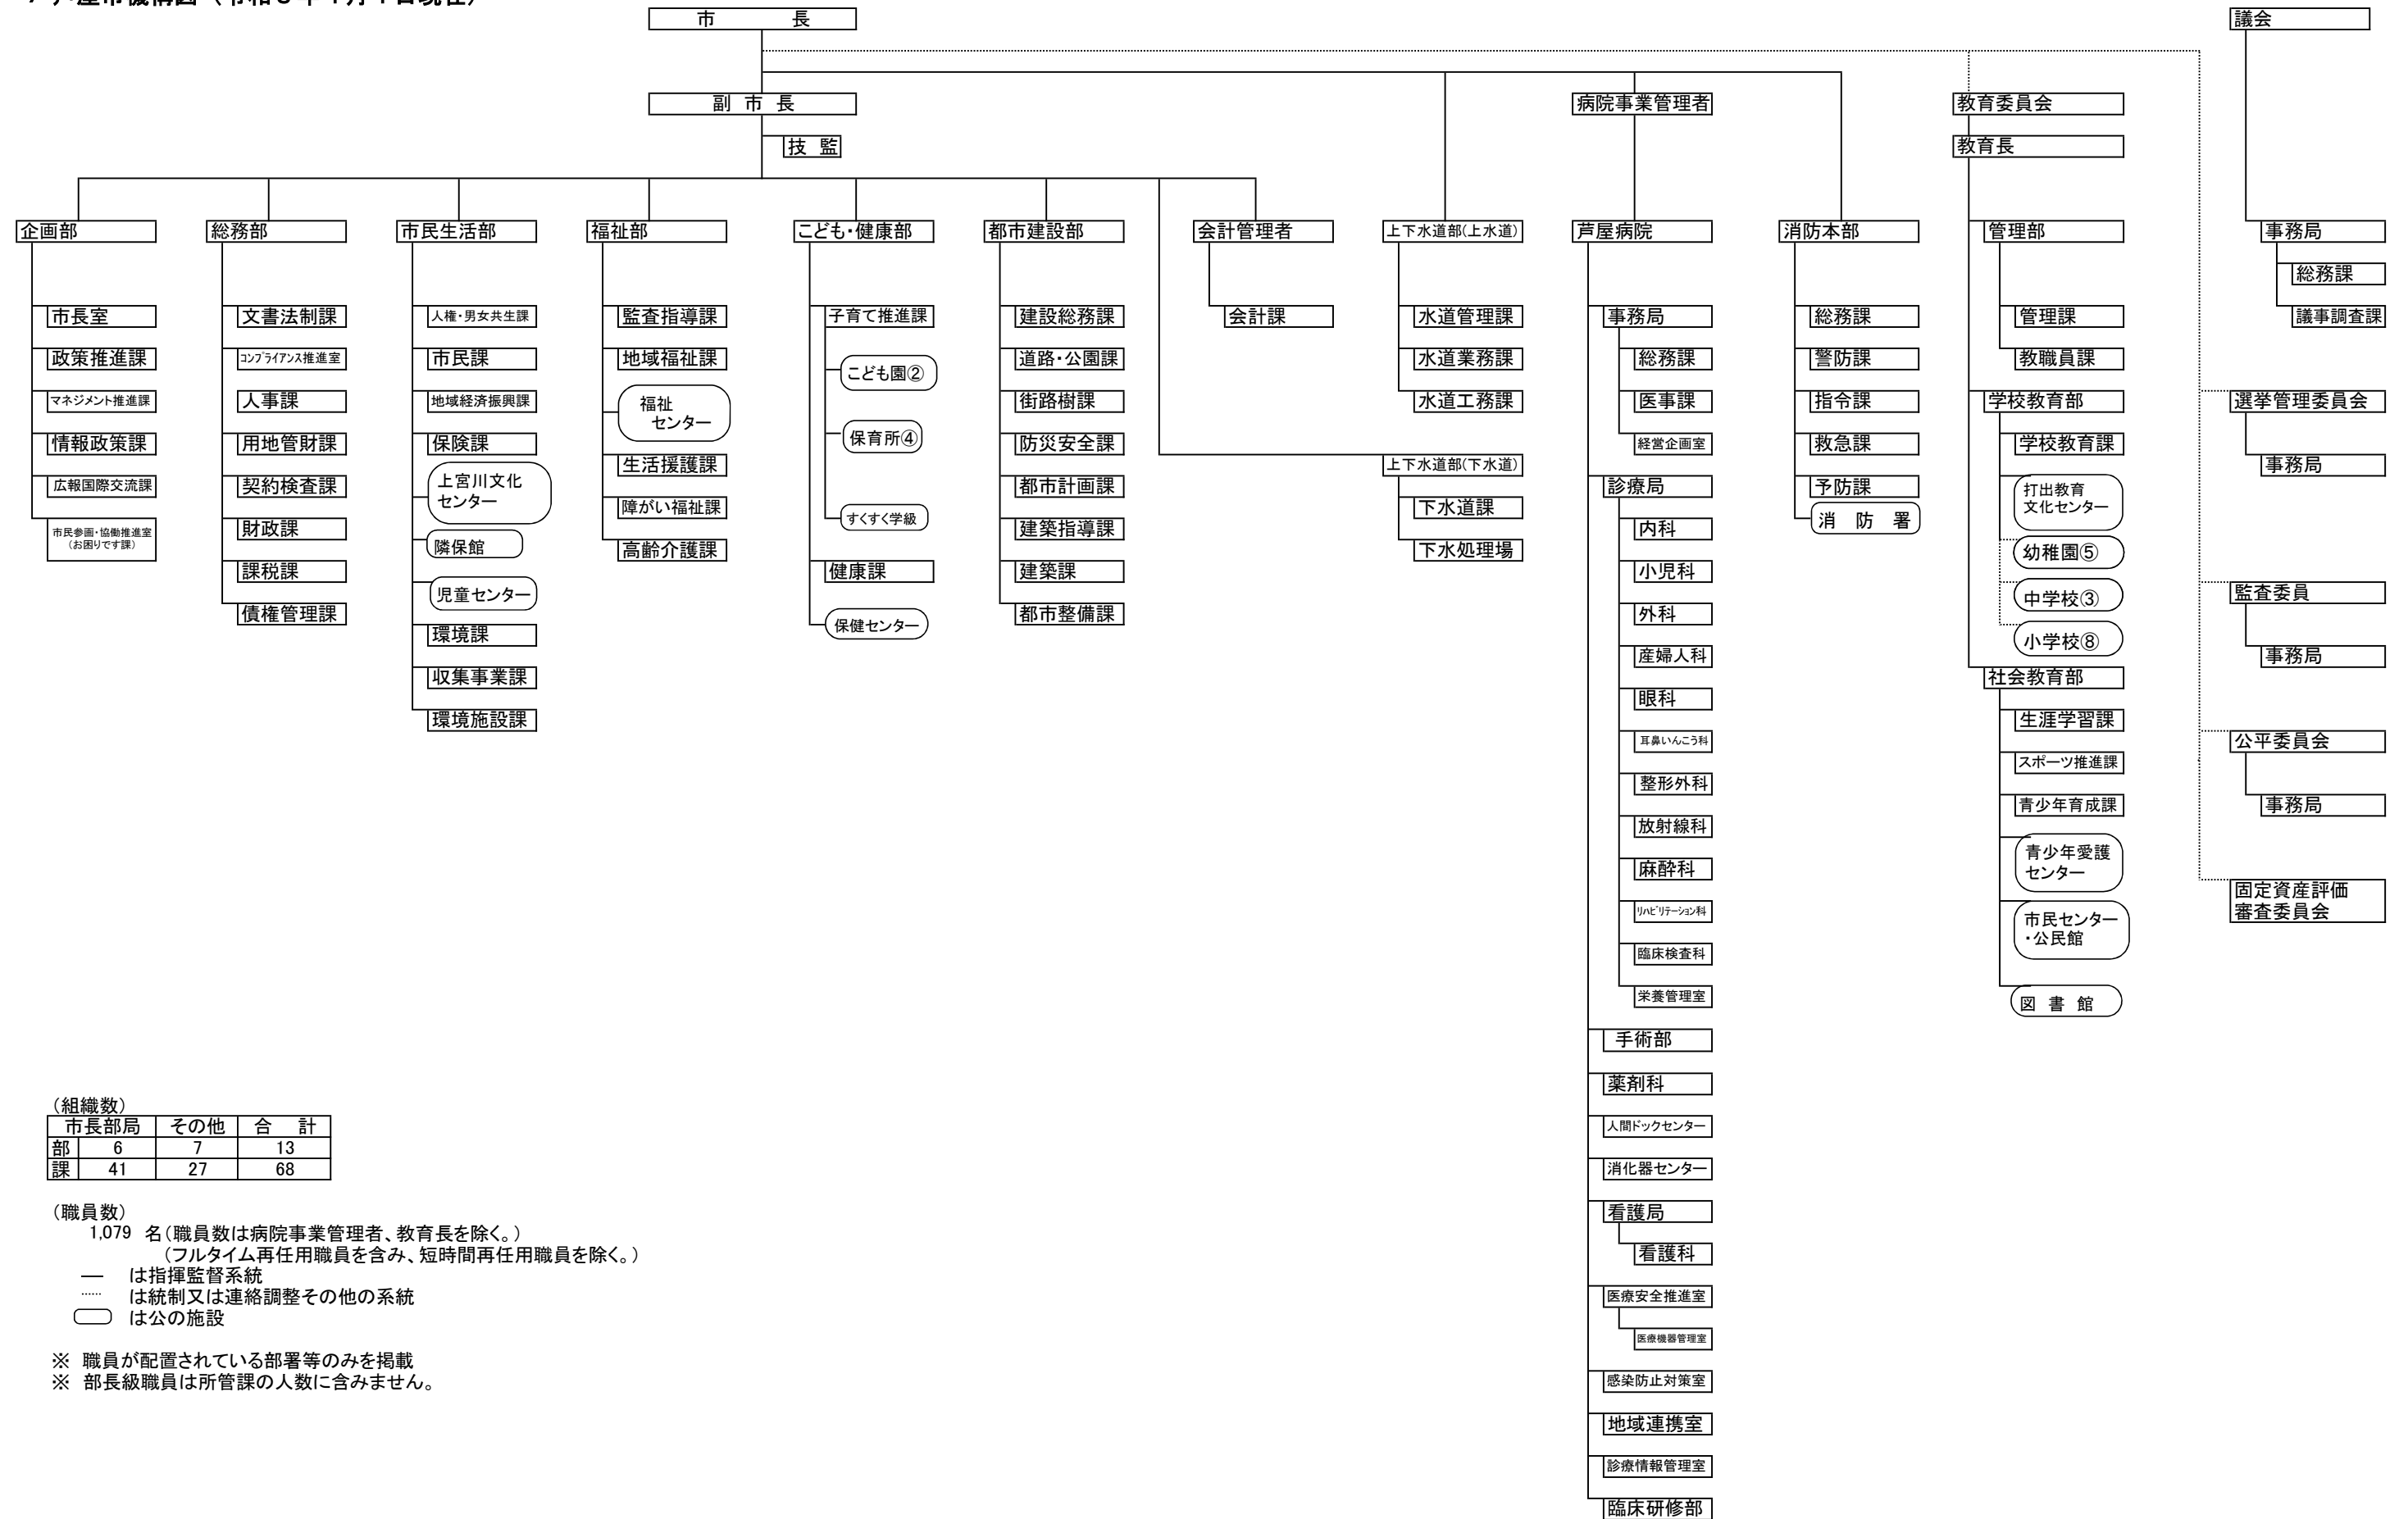 市　長
議会
副 市 長
病院事業管理者
教育委員会
技 監
教育長
企画部
総務部
市民生活部
福祉部
こども・健康部
都市建設部
会計管理者
上下水道部(上水道)
芦屋病院
消防本部
管理部
事務局
総務課
議事調査課
市長室
政策推進課
マネジメント推進課
情報政策課
広報国際交流課
市民参画・協働推進室
（お困りです課）
文書法制課
コンプライアンス推進室
人事課
用地管財課
契約検査課
財政課
課税課
債権管理課
人権・男女共生課
市民課
地域経済振興課
保険課
上宮川文化
センター
隣保館
児童センター
環境課
収集事業課
環境施設課
監査指導課
地域福祉課
福祉
センター
生活援護課
障がい福祉課
高齢介護課
子育て推進課
こども園②
保育所④
すくすく学級
健康課
保健センター
建設総務課
道路・公園課
街路樹課
防災安全課
都市計画課
建築指導課
建築課
都市整備課
会計課
水道管理課
水道業務課
水道工務課
上下水道部(下水道)
下水道課
下水処理場
事務局
総務課
医事課
経営企画室
診療局
内科
小児科
外科
産婦人科
眼科
耳鼻いんこう科
整形外科
放射線科
麻酔科
リハビリテーション科
臨床検査科
栄養管理室
手術部
薬剤科
人間ドックセンター
消化器センター
看護局
看護科
医療安全推進室
医療機器管理室
感染防止対策室
地域連携室
診療情報管理室
臨床研修部
総務課
警防課
指令課
救急課
予防課
消 防 署
管理課
教職員課
学校教育部
学校教育課
打出教育
文化センター
幼稚園⑤
中学校③
小学校⑧
社会教育部
生涯学習課
スポーツ推進課
青少年育成課
青少年愛護
センター
市民センター
・公民館
図 書 館
選挙管理委員会
事務局
監査委員
事務局
公平委員会
事務局
固定資産評価
審査委員会
（組織数）
市長部局 その他 合　計
部 6 7 13
課 41 27 68
（職員数）
1,079 名（職員数は病院事業管理者、教育長を除く。）
（フルタイム再任用職員を含み、短時間再任用職員を除く。）
― は指揮監督系統
…… は統制又は連絡調整その他の系統
は公の施設
※ 職員が配置されている部署等のみを掲載
※ 部長級職員は所管課の人数に含みません。